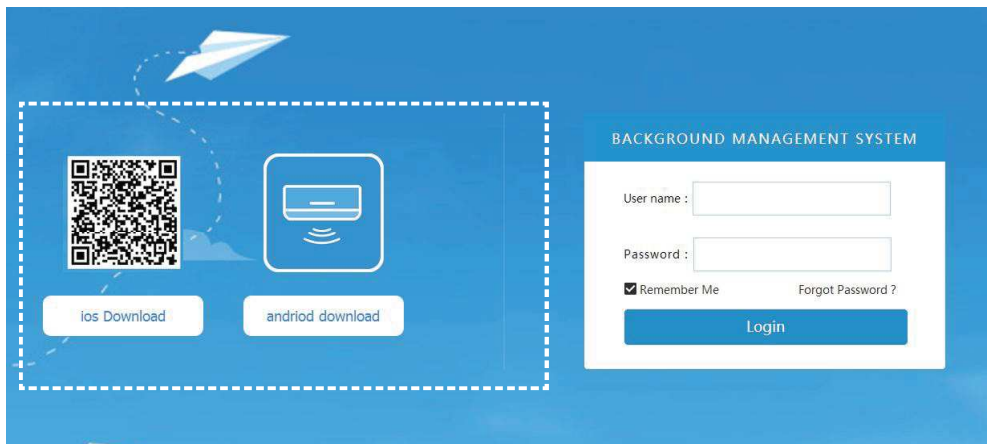 BACKGROUND MANAGEMENT SYSTEM
User name :
Password :
Remember Me
Forgot Password ?
Login
ios Download
andriod download